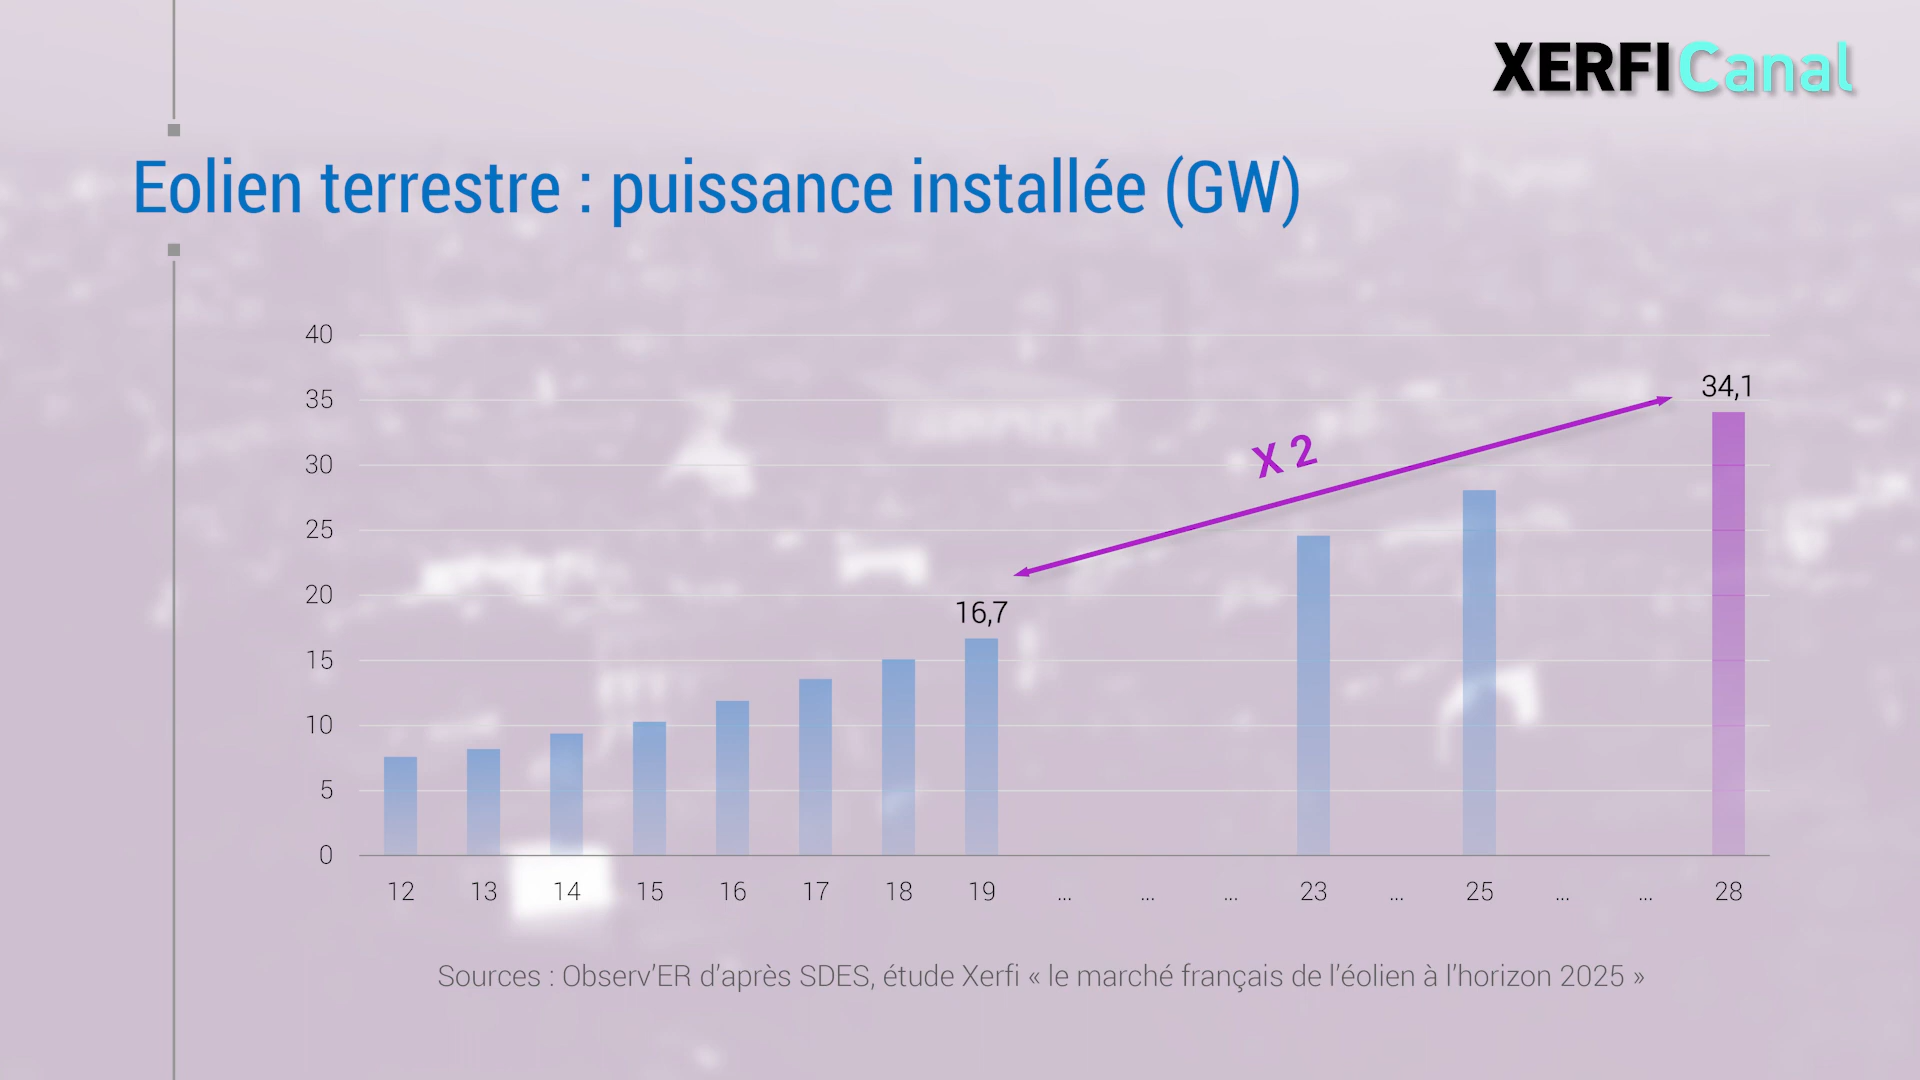 XERFI Canal
Eolien terrestre : puissance installée (GW)
40
35
30
25
20
15
10
5
0
34,1
X 2
16,7
12 13 14 15 16 17 18 19 ... ... ... 23 ... 25 ... ... 28
Sources : Observ’ER d’après SDES, étude Xerfi « le marché français de l’éolien à l’horizon 2025 »